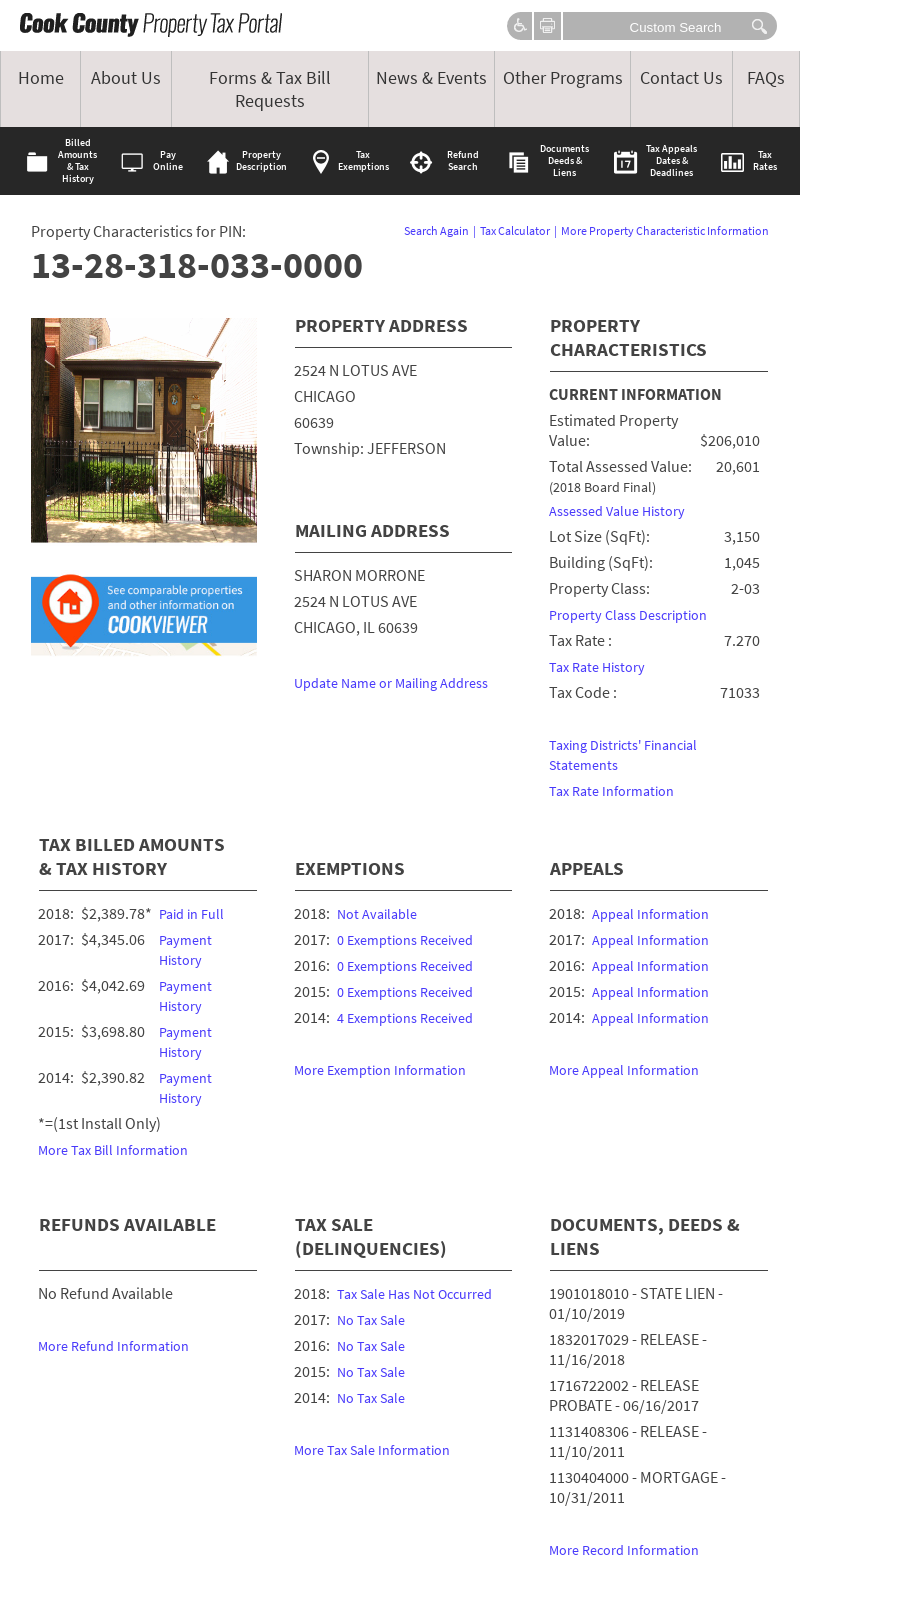 Cook County Property Tax Portal
Custom Search
Home
About Us
Forms & Tax Bill
Requests
News & Events
Other Programs
Contact Us
FAQs
Billed
Amounts
& Tax
History
Pay
Online
Property
Description
Tax
Exemptions
Refund
Search
Documents
Deeds &
Liens
17
Tax Appeals
Dates &
Deadlines
Tax
Rates
Property Characteristics for PIN:
Search Again | Tax Calculator | More Property Characteristic Information
13-28-318-033-0000
See comparable properties
and other information on
COOKVIEWER
PROPERTY ADDRESS
2524 N LOTUS AVE
CHICAGO
60639
Township: JEFFERSON
MAILING ADDRESS
SHARON MORRONE
2524 N LOTUS AVE
CHICAGO, IL 60639
Update Name or Mailing Address
PROPERTY
CHARACTERISTICS
CURRENT INFORMATION
Estimated Property
Value: $206,010
Total Assessed Value: 20,601
(2018 Board Final)
Assessed Value History
Lot Size (SqFt): 3,150
Building (SqFt): 1,045
Property Class: 2-03
Property Class Description
Tax Rate : 7.270
Tax Rate History
Tax Code : 71033
Taxing Districts' Financial
Statements
Tax Rate Information
TAX BILLED AMOUNTS
& TAX HISTORY
2018: $2,389.78* Paid in Full
2017: $4,345.06 Payment
History
2016: $4,042.69 Payment
History
2015: $3,698.80 Payment
History
2014: $2,390.82 Payment
History
*=(1st Install Only)
More Tax Bill Information
EXEMPTIONS
2018: Not Available
2017: 0 Exemptions Received
2016: 0 Exemptions Received
2015: 0 Exemptions Received
2014: 4 Exemptions Received
More Exemption Information
APPEALS
2018: Appeal Information
2017: Appeal Information
2016: Appeal Information
2015: Appeal Information
2014: Appeal Information
More Appeal Information
REFUNDS AVAILABLE
No Refund Available
More Refund Information
TAX SALE
(DELINQUENCIES)
2018: Tax Sale Has Not Occurred
2017: No Tax Sale
2016: No Tax Sale
2015: No Tax Sale
2014: No Tax Sale
More Tax Sale Information
DOCUMENTS, DEEDS &
LIENS
1901018010 - STATE LIEN -
01/10/2019
1832017029 - RELEASE -
11/16/2018
1716722002 - RELEASE
PROBATE - 06/16/2017
1131408306 - RELEASE -
11/10/2011
1130404000 - MORTGAGE -
10/31/2011
More Record Information